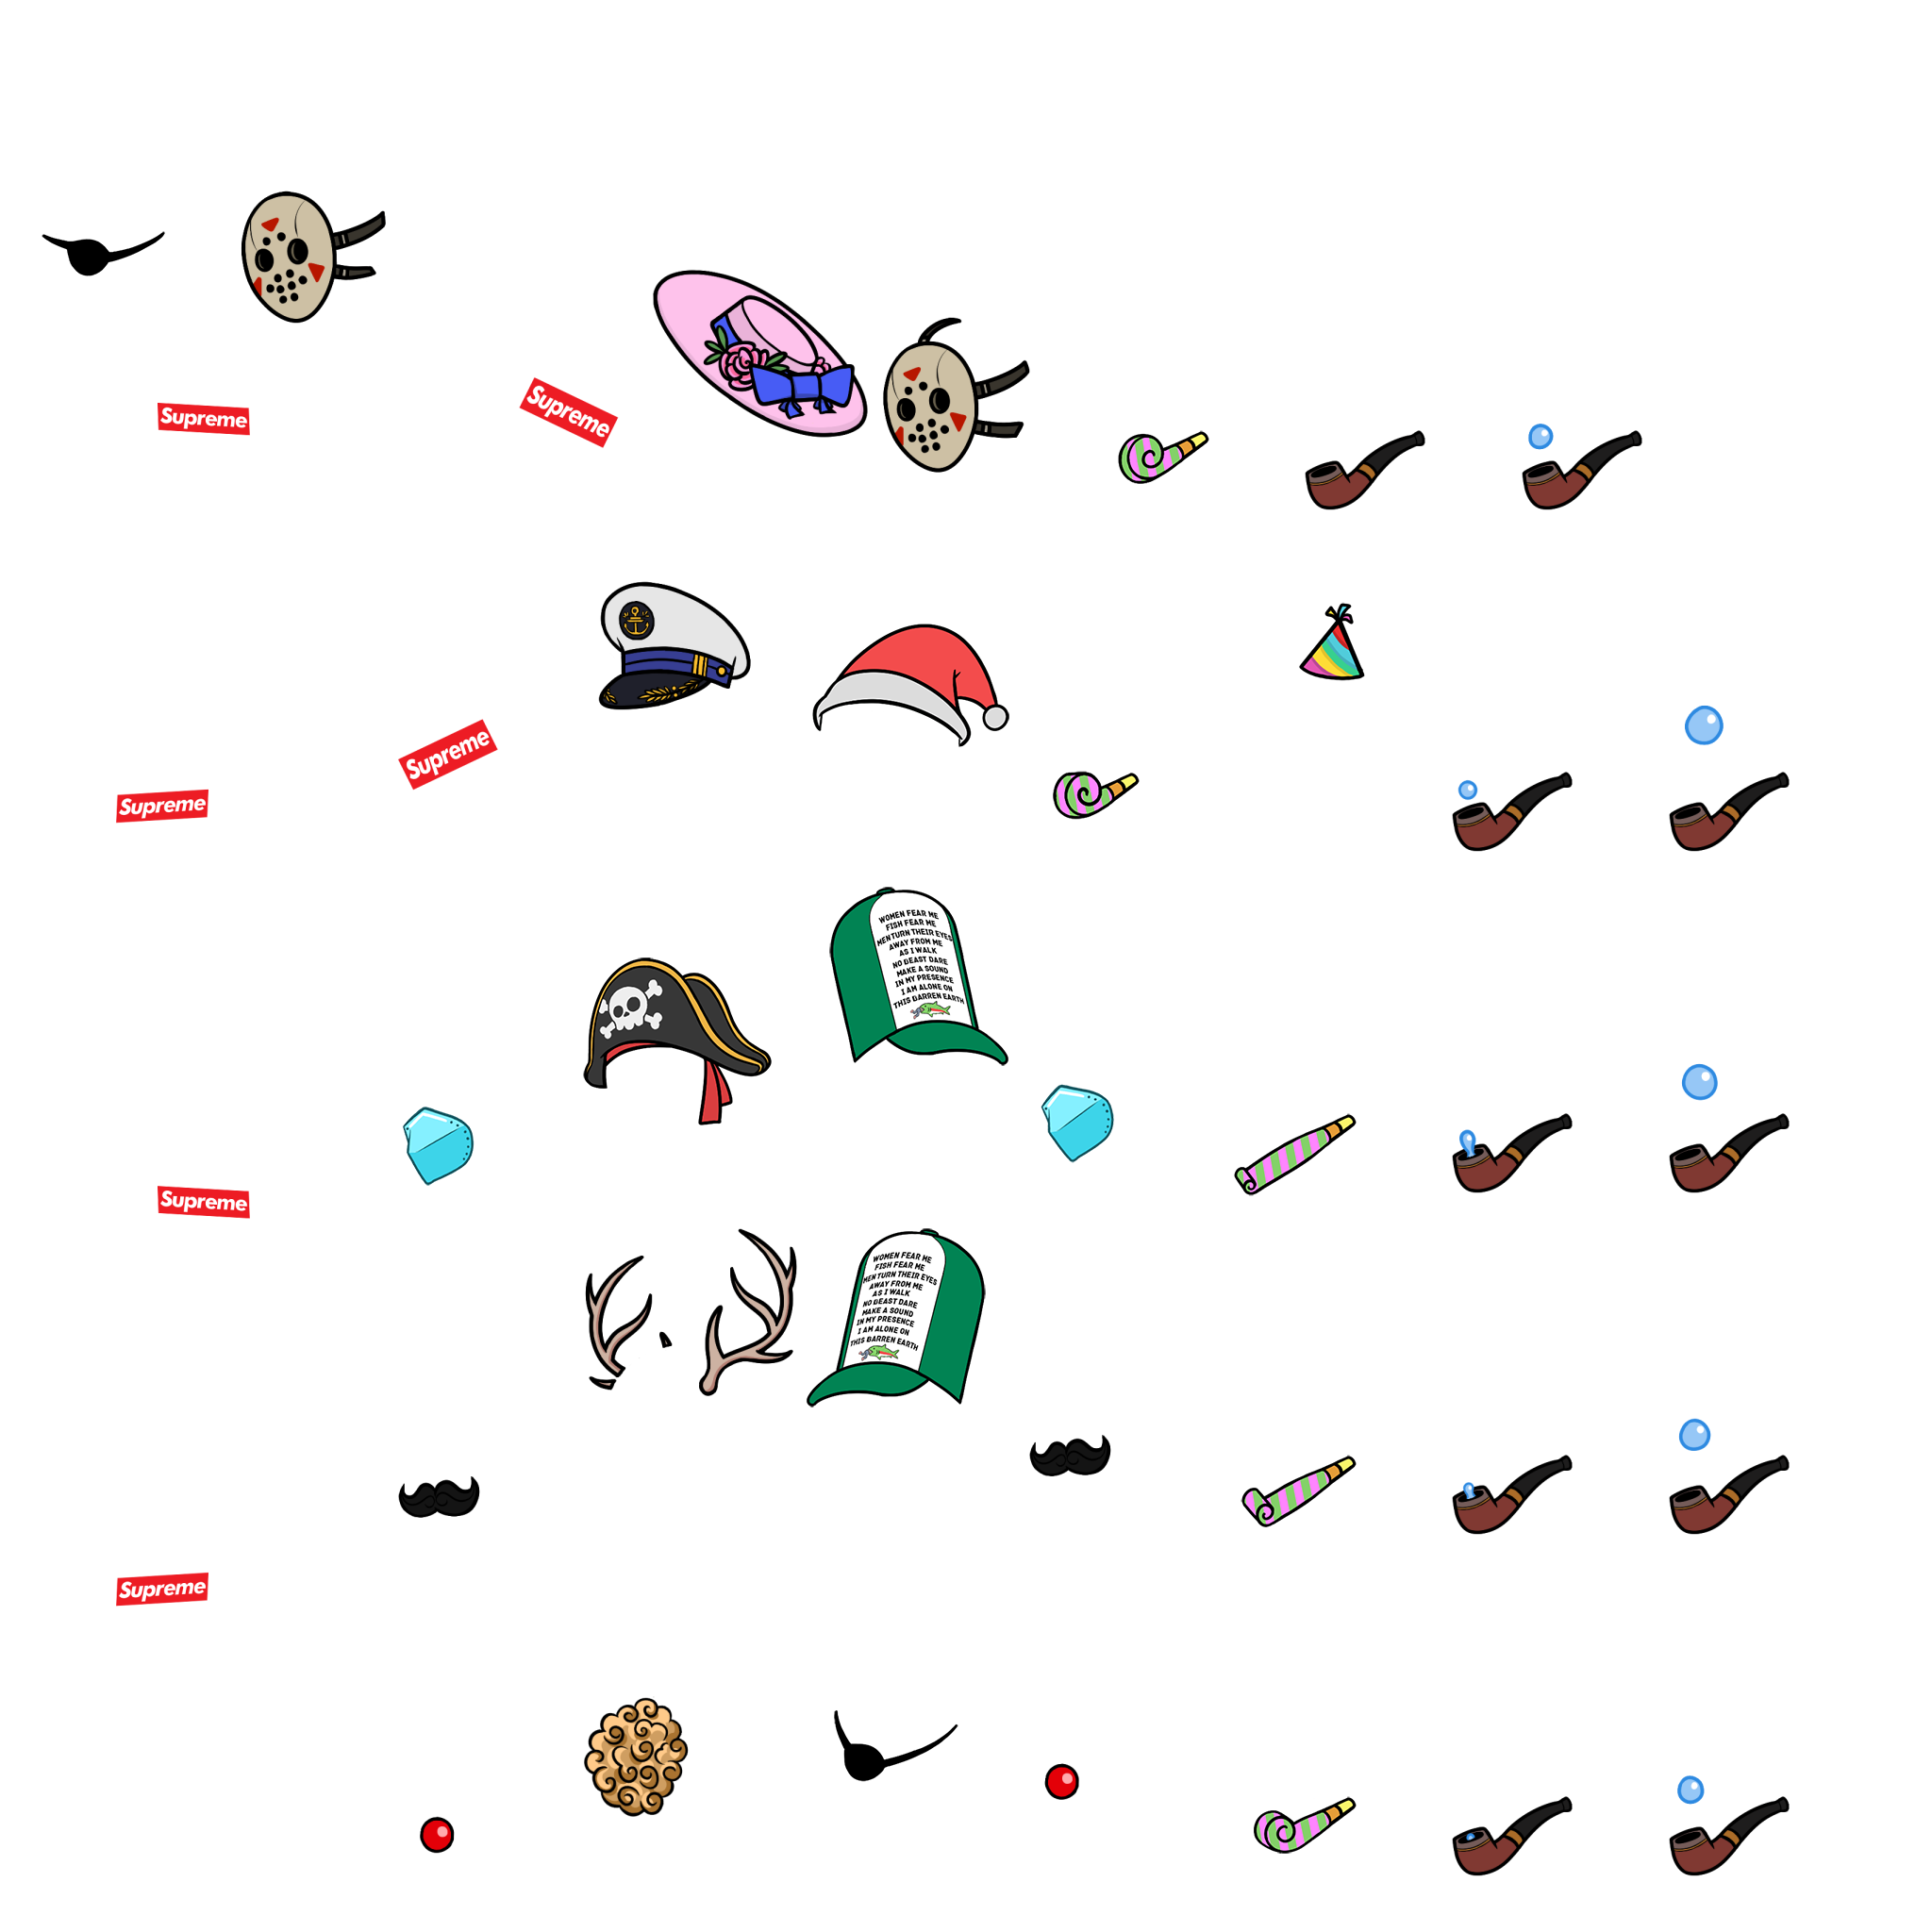 Supreme
Supreme
Supreme
Supreme
WOMEN FEAR ME
FISH FEAR ME
MEN TURN THEIR EYES
AWAY FROM ME
AS I WALK
NO BEAST DARE
MAKE A SOUND
IN MY PRESENCE
I AM ALONE ON
THIS BARREN EARTH
Supreme
WOMEN FEAR ME
FISH FEAR ME
MEN TURN THEIR EYES
AWAY FROM ME
AS I WALK
NO BEAST DARE
MAKE A SOUND
IN MY PRESENCE
I AM ALONE ON
THIS BARREN EARTH
Supreme